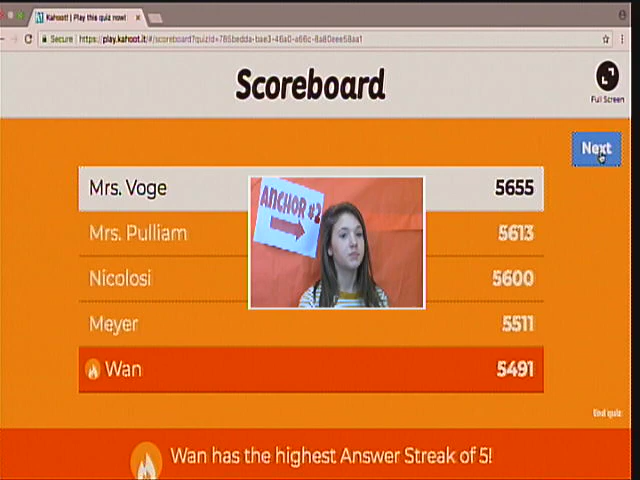 Kahoot! | Play this quiz now!
Secure https://play.kahoot.it/#/scoreboard?quizId=785bedda-bae3-46a0-a66c-8a80eee58aa1
Scoreboard
Full Screen
Next
Mrs. Voge 5655
Mrs. Pulliam 5613
Nicolosi 5600
Meyer 5511
Wan 5491
ANCHOR #2
End quiz
Wan has the highest Answer Streak of 5!